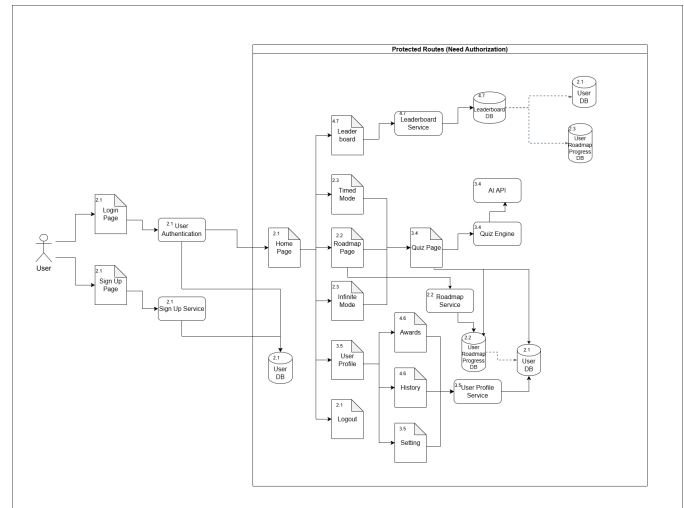 Protected Routes (Need Authorization)
4.7
Leader
board
4.7
Leaderboard
Service
4.7
Leaderboard
DB
2.1
User
DB
2.3
User
Roadmap
Progress
DB
2.3
Timed
Mode
3.4
AI API
2.1
Login
Page
2.1 User
Authentication
2.1
Home
Page
2.2
Roadmap
Page
3.4
Quiz Page
3.4
Quiz Engine
User
2.1
Sign Up
Page
2.1
Sign Up Service
2.3
Infinite
Mode
2.2 Roadmap
Service
2.1
User
DB
3.5
User
Profile
4.6
Awards
2.2
User
Roadmap
Progress
DB
2.1
User
DB
4.6
History
3.5 User Profile
Service
2.1
Logout
3.5
Setting